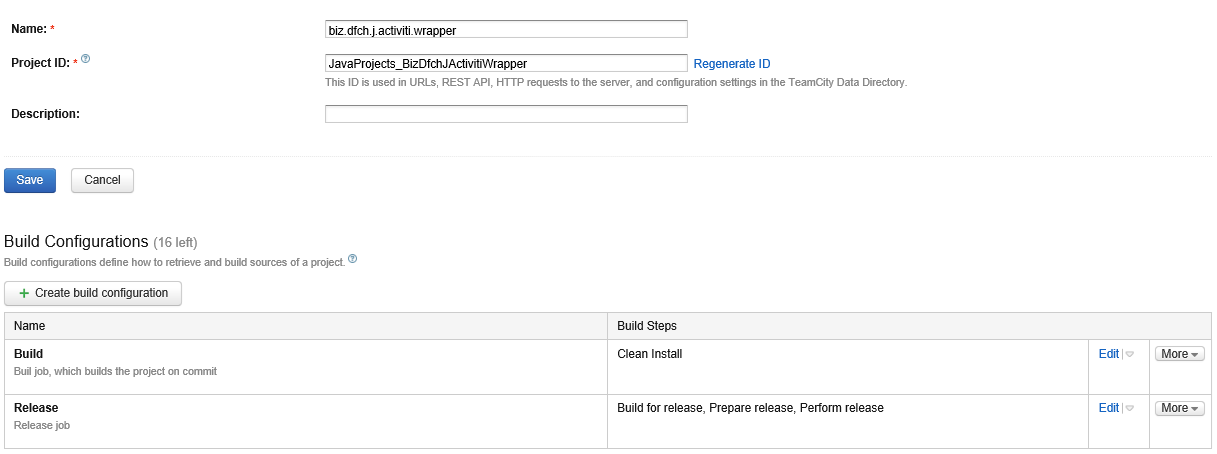 Name: *
biz.dfch.j.activiti.wrapper
Project ID: * ?
JavaProjects_BizDfchJActivitiWrapper
Regenerate ID
This ID is used in URLs, REST API, HTTP requests to the server, and configuration settings in the TeamCity Data Directory.
Description:
Save
Cancel
Build Configurations (16 left)
Build configurations define how to retrieve and build sources of a project. ?
+ Create build configuration
Name
Build Steps
Build
Clean Install
Edit
More
Buil job, which builds the project on commit
Release
Build for release, Prepare release, Perform release
Edit
More
Release job